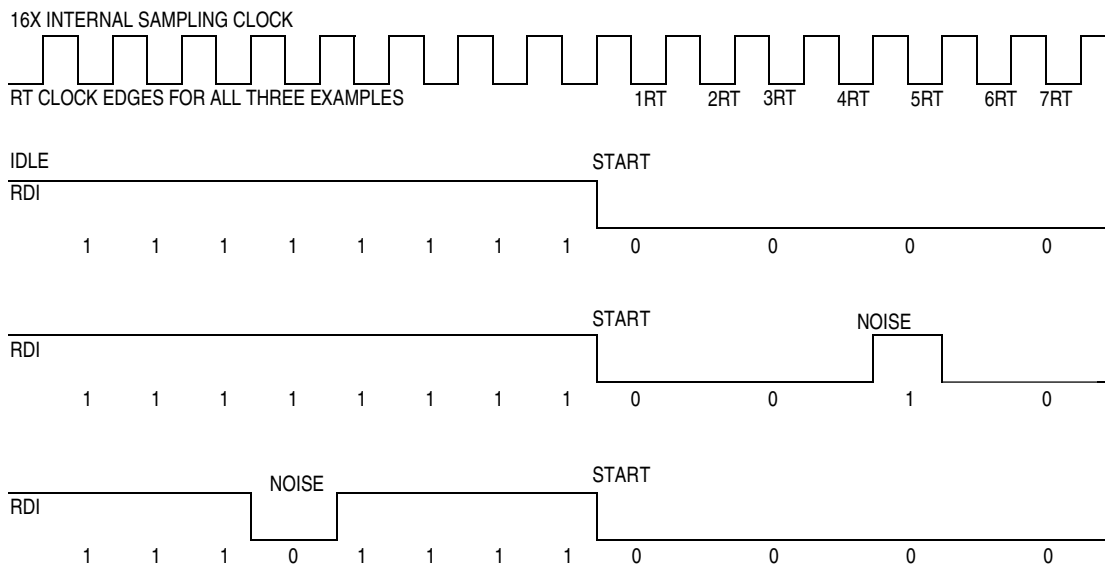 16X INTERNAL SAMPLING CLOCK
RT CLOCK EDGES FOR ALL THREE EXAMPLES 1RT 2RT 3RT 4RT 5RT 6RT 7RT
IDLE START
RDI
1 1 1 1 1 1 1 1 0 0 0 0
START NOISE
RDI
1 1 1 1 1 1 1 1 0 0 1 0
NOISE START
RDI
1 1 1 0 1 1 1 1 0 0 0 0